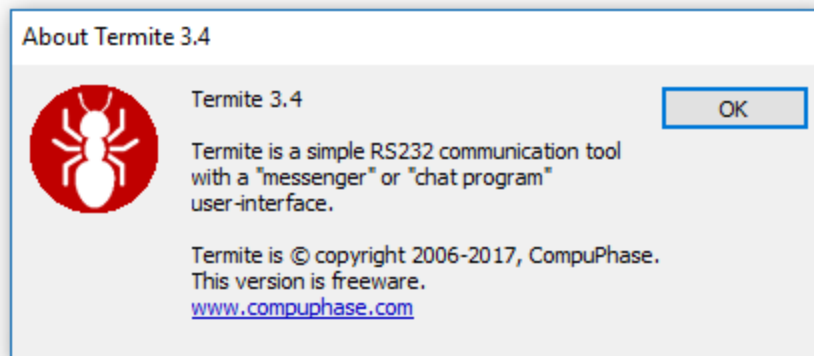 About Termite 3.4
Termite 3.4
OK
Termite is a simple RS232 communication tool
with a "messenger" or "chat program"
user-interface.
Termite is © copyright 2006-2017, CompuPhase.
This version is freeware.
www.compuphase.com